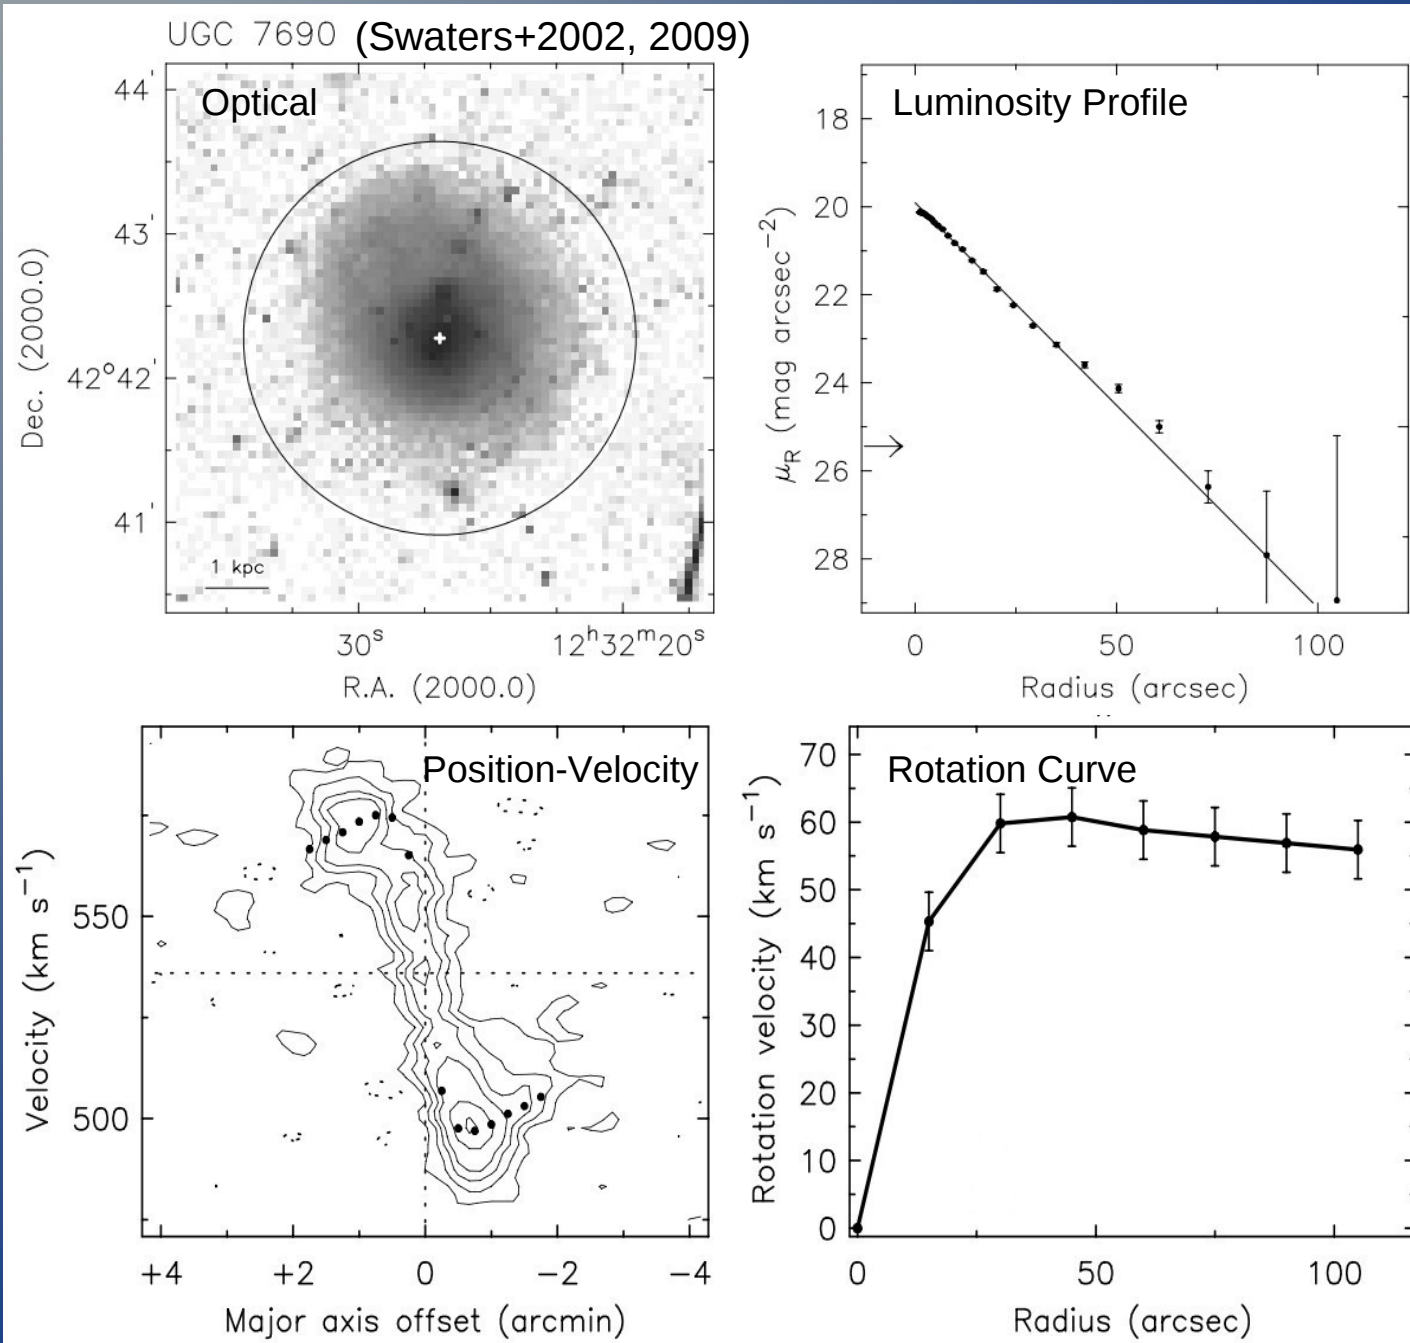 UGC 7690 (Swaters+2002, 2009)
Optical
44'
43'
42°42'
41'
Dec. (2000.0)
1 kpc
30s
12h32m20s
R.A. (2000.0)
Luminosity Profile
18
20
22
24
26
28
μR (mag arcsec−2)
0
50
100
Radius (arcsec)
Position-Velocity
550
500
Velocity (km s−1)
+4
+2
0
−2
−4
Major axis offset (arcmin)
Rotation Curve
70
60
50
40
30
20
10
0
Rotation velocity (km s−1)
0
50
100
Radius (arcsec)